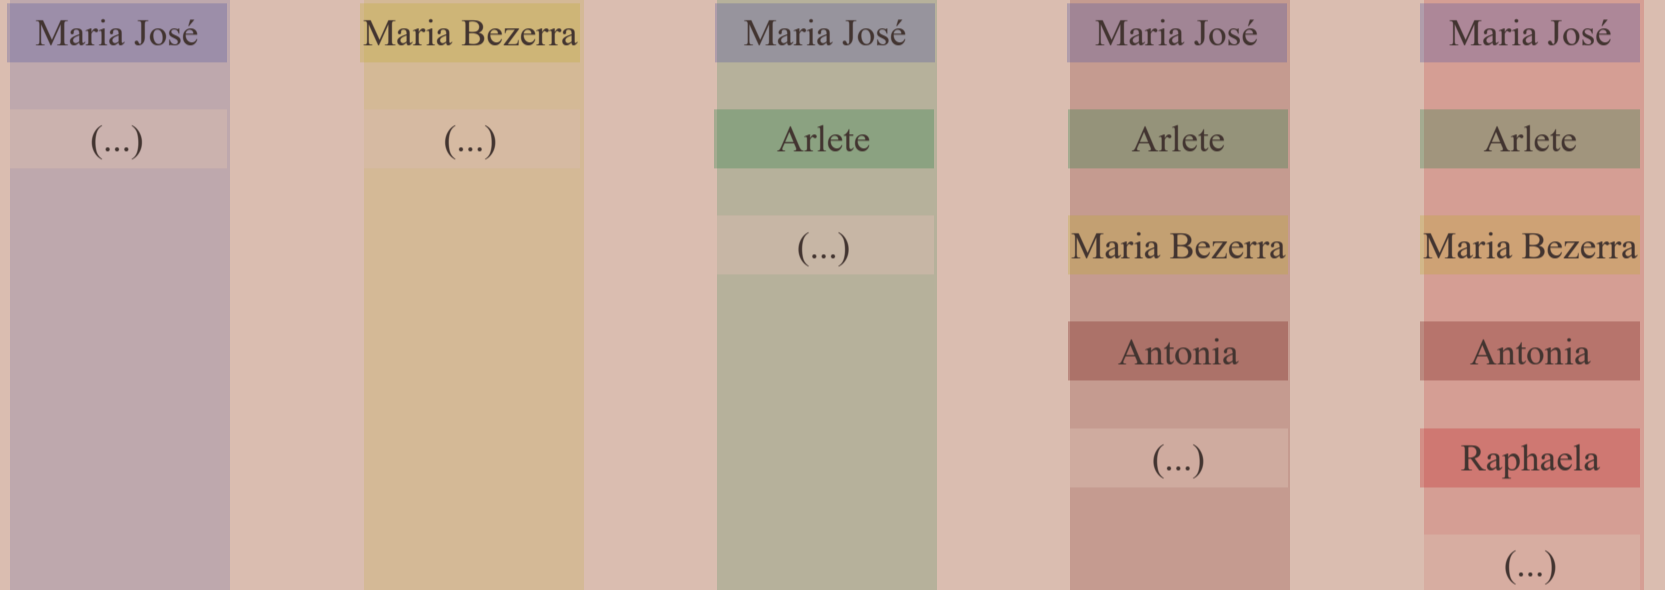 Maria José
(...)
Maria Bezerra
(...)
Maria José
Arlete
(...)
Maria José
Arlete
Maria Bezerra
Antonia
(...)
Maria José
Arlete
Maria Bezerra
Antonia
Raphaela
(...)